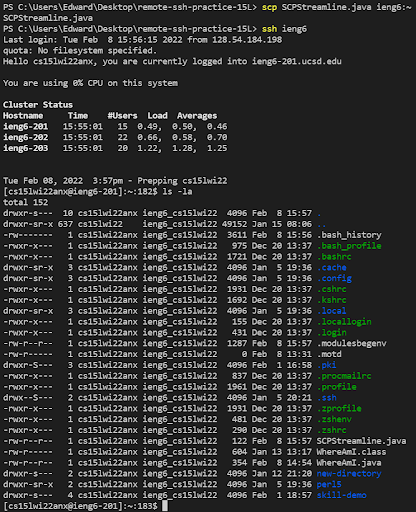 PS C:\Users\Edward\Desktop\remote-ssh-practice-15L> scp SCPStreamline.java ieng6:~
SCPStreamline.java
PS C:\Users\Edward\Desktop\remote-ssh-practice-15L> ssh ieng6
Last login: Tue Feb  8 15:56:15 2022 from 128.54.184.198
quota: No filesystem specified.
Hello cs15lwi22anx, you are currently logged into ieng6-201.ucsd.edu
You are using 0% CPU on this system
Cluster Status
Hostname     Time    #Users  Load  Averages
ieng6-201   15:55:01   15  0.49,  0.50,  0.46
ieng6-202   15:55:01   22  0.66,  0.58,  0.70
ieng6-203   15:55:01   20  1.22,  1.28,  1.25
Tue Feb 08, 2022  3:57pm - Prepping cs15lwi22
[cs15lwi22anx@ieng6-201]:~:182$ ls -la
total 152
drwxr-s---  10 cs15lwi22anx ieng6_cs15lwi22  4096 Feb  8 15:57 .
drwxr-sr-x 637 cs15lwi22    ieng6_cs15lwi22 49152 Jan 15 08:06 ..
-rw-------   1 cs15lwi22anx ieng6_cs15lwi22  3611 Feb  8 15:56 .bash_history
-rwxr-x---   1 cs15lwi22anx ieng6_cs15lwi22   975 Dec 20 13:37 .bash_profile
-rwxr-x---   1 cs15lwi22anx ieng6_cs15lwi22  1721 Dec 20 13:37 .bashrc
drwxr-sr-x   3 cs15lwi22anx ieng6_cs15lwi22  4096 Jan  5 19:36 .cache
drwxr-sr-x   3 cs15lwi22anx ieng6_cs15lwi22  4096 Jan  5 19:36 .config
-rwxr-x---   1 cs15lwi22anx ieng6_cs15lwi22  1931 Dec 20 13:37 .cshrc
-rwxr-x---   1 cs15lwi22anx ieng6_cs15lwi22  1692 Dec 20 13:37 .kshrc
drwxr-sr-x   3 cs15lwi22anx ieng6_cs15lwi22  4096 Jan  5 19:36 .local
-rwxr-x---   1 cs15lwi22anx ieng6_cs15lwi22   155 Dec 20 13:37 .locallogin
-rwxr-x---   1 cs15lwi22anx ieng6_cs15lwi22   431 Dec 20 13:37 .login
-rw-r--r--   1 cs15lwi22anx ieng6_cs15lwi22  1287 Feb  8 15:57 .modulesbegenv
-rw-r-----   1 cs15lwi22anx ieng6_cs15lwi22     0 Feb  8 13:31 .motd
drwx--S---   3 cs15lwi22anx ieng6_cs15lwi22  4096 Feb  1 16:58 .pki
-rwxr-x---   1 cs15lwi22anx ieng6_cs15lwi22   837 Dec 20 13:37 .procmailrc
-rwxr-x---   1 cs15lwi22anx ieng6_cs15lwi22  1961 Dec 20 13:37 .profile
drwx--S---   2 cs15lwi22anx ieng6_cs15lwi22  4096 Jan  5 20:21 .ssh
-rwxr-x---   1 cs15lwi22anx ieng6_cs15lwi22  1931 Dec 20 13:37 .zprofile
-rwxr-x---   1 cs15lwi22anx ieng6_cs15lwi22   481 Dec 20 13:37 .zshenv
-rwxr-x---   1 cs15lwi22anx ieng6_cs15lwi22   290 Dec 20 13:37 .zshrc
-rw-r--r--   1 cs15lwi22anx ieng6_cs15lwi22   122 Feb  8 15:57 SCPStreamline.java
-rw-r--r--   1 cs15lwi22anx ieng6_cs15lwi22   604 Jan 13 13:17 WhereAmI.class
-rw-r--r--   1 cs15lwi22anx ieng6_cs15lwi22   354 Feb  8 14:54 WhereAmI.java
drwxr-s---   2 cs15lwi22anx ieng6_cs15lwi22  4096 Jan 12 21:20 new-directory
drwxr-sr-x   2 cs15lwi22anx ieng6_cs15lwi22  4096 Jan  5 19:36 perl5
drwxr-s---   4 cs15lwi22anx ieng6_cs15lwi22  4096 Feb  1 18:57 skill-demo
[cs15lwi22anx@ieng6-201]:~:183$